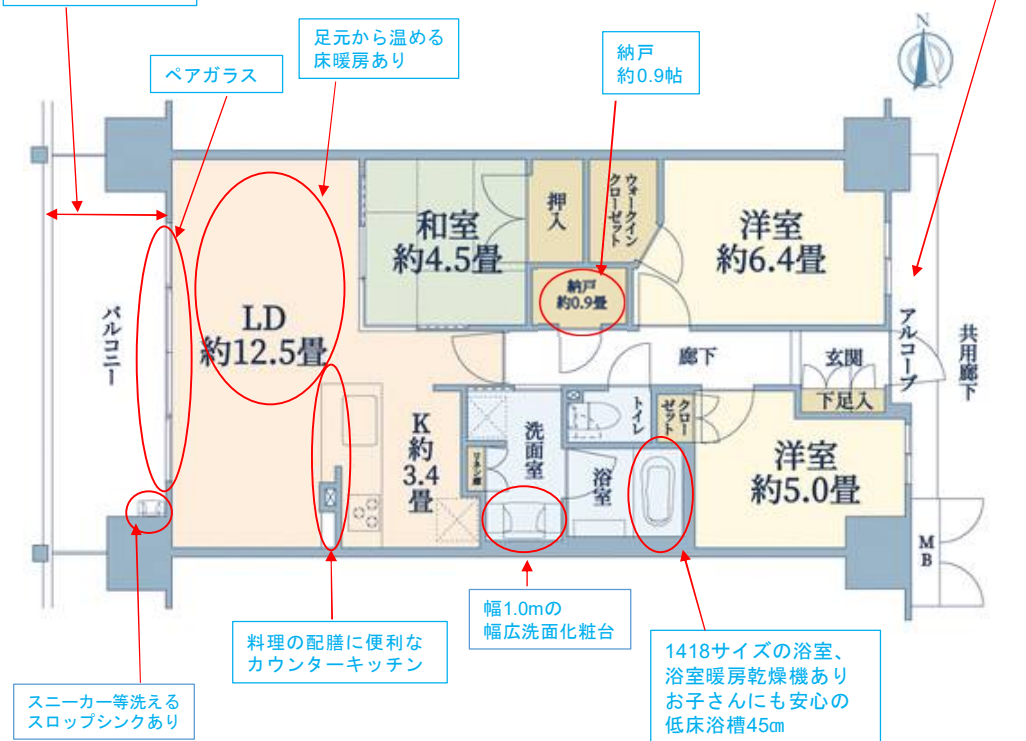 足元から温める
床暖房あり
ペアガラス
納戸
約0.9帖
N
和室
約4.5畳
押入
ウォークイン
クローゼット
洋室
約6.4畳
納戸
約0.9畳
LD
約12.5畳
バルコニー
廊下
玄関
アルコーブ
共用廊下
下足入
トイレ
クロー
ゼット
K
約
3.4
畳
洗面室
リネン庫
浴室
洋室
約5.0畳
MB
料理の配膳に便利な
カウンターキッチン
幅1.0mの
幅広洗面化粧台
1418サイズの浴室、
浴室暖房乾燥機あり
お子さんにも安心の
低床浴槽45㎝
スニーカー等洗える
スロップシンクあり